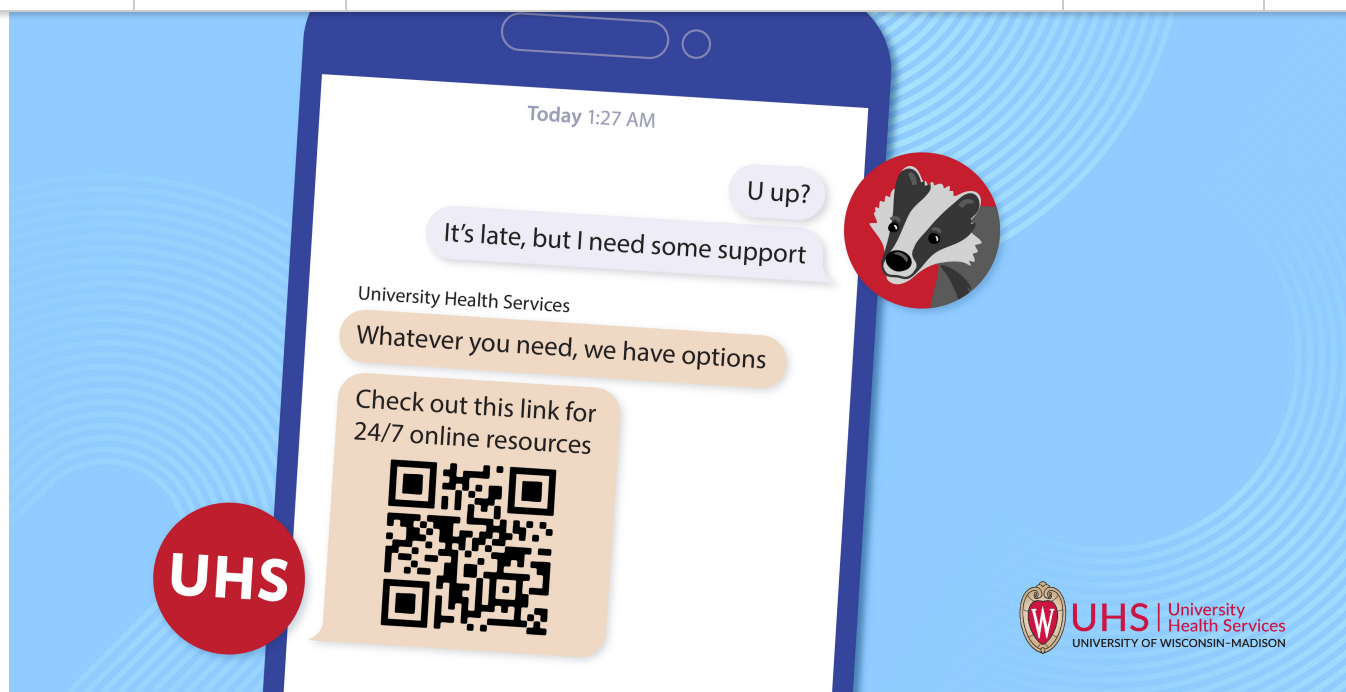 Today 1:27 AM
U up?
It’s late, but I need some support
University Health Services
Whatever you need, we have options
Check out this link for
24/7 online resources
UHS
W
UHS | University
Health Services
UNIVERSITY OF WISCONSIN–MADISON